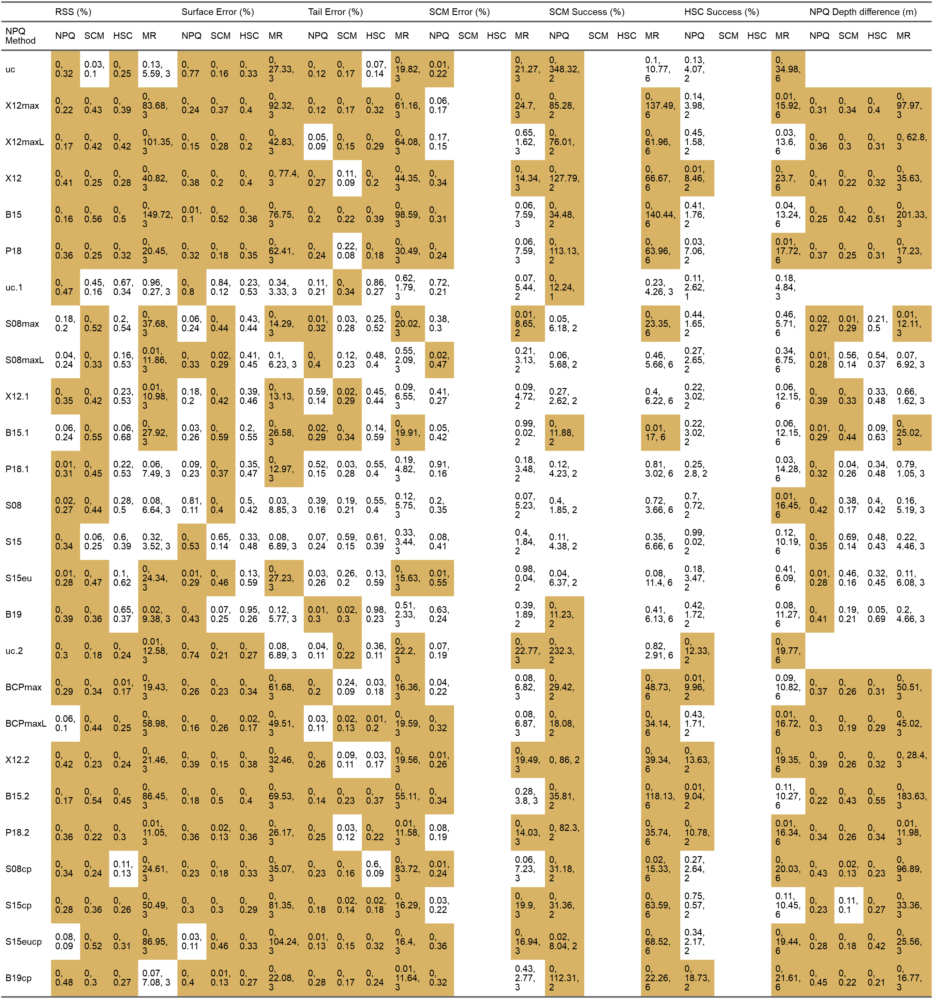 RSS (%) Surface Error (%) Tail Error (%) SCM Error (%) SCM Success (%) HSC Success (%) NPQ Depth difference (m)
NPQ Method NPQ SCM HSC MR NPQ SCM HSC MR NPQ SCM HSC MR NPQ SCM HSC MR NPQ SCM HSC MR NPQ SCM HSC MR NPQ SCM HSC MR
uc 0, 0.32 0.03, 0.1 0, 0.25 0.13, 5.59, 3 0, 0.77 0, 0.16 0, 0.33 0, 27.33, 3 0, 0.12 0, 0.17 0.07, 0.14 0, 19.82, 3 0.01, 0.22 0, 21.27, 3 0, 348.32, 2 0.1, 10.77, 6 0.13, 4.07, 2 0, 34.98, 6
X12max 0, 0.22 0, 0.43 0, 0.39 0, 83.68, 3 0, 0.24 0, 0.37 0, 0.4 0, 92.32, 3 0, 0.12 0, 0.17 0, 0.32 0, 61.16, 3 0.06, 0.17 0, 24.7, 3 0, 85.28, 2 0, 137.49, 6 0.14, 3.98, 2 0.01, 15.92, 6 0, 0.31 0, 0.34 0, 0.4 0, 97.97, 3
X12maxL 0, 0.17 0, 0.42 0, 0.42 0, 101.35, 3 0, 0.15 0, 0.28 0, 0.2 0, 42.83, 3 0.05, 0.09 0, 0.15 0, 0.29 0, 64.08, 3 0.17, 0.15 0.65, 1.62, 3 0, 76.01, 2 0, 61.96, 6 0.45, 1.58, 2 0.03, 13.6, 6 0, 0.36 0, 0.3 0, 0.31 0, 62.8, 3
X12 0, 0.41 0, 0.25 0, 0.28 0, 40.82, 3 0, 0.38 0, 0.2 0, 0.4 0, 77.4, 3 0, 0.27 0.11, 0.09 0, 0.2 0, 44.35, 3 0, 0.34 0, 14.34, 3 0, 127.79, 2 0, 66.67, 6 0.01, 8.46, 2 0, 23.7, 6 0, 0.41 0, 0.22 0, 0.32 0, 35.63, 3
B15 0, 0.16 0, 0.56 0, 0.5 0, 149.72, 3 0.01, 0.1 0, 0.52 0, 0.36 0, 76.75, 3 0, 0.2 0, 0.22 0, 0.39 0, 98.59, 3 0, 0.31 0.06, 7.59, 3 0, 34.48, 2 0, 140.44, 6 0.41, 1.76, 2 0.04, 13.24, 6 0, 0.25 0, 0.42 0, 0.51 0, 201.33, 3
P18 0, 0.36 0, 0.25 0, 0.32 0, 20.45, 3 0, 0.32 0, 0.18 0, 0.35 0, 62.41, 3 0, 0.24 0.22, 0.08 0, 0.18 0, 30.49, 3 0, 0.24 0.06, 7.59, 3 0, 113.13, 2 0, 63.96, 6 0.03, 7.06, 2 0.01, 17.72, 6 0, 0.37 0, 0.25 0, 0.31 0, 17.23, 3
uc.1 0, 0.47 0.45, 0.16 0.67, 0.34 0.96, 0.27, 3 0, 0.8 0.84, 0.12 0.23, 0.53 0.34, 3.33, 3 0.11, 0.21 0, 0.34 0.86, 0.27 0.62, 1.79, 3 0.72, 0.21 0.07, 5.44, 2 0, 12.24, 1 0.23, 4.26, 3 0.11, 2.62, 1 0.18, 4.84, 3
S08max 0.18, 0.2 0, 0.52 0.2, 0.54 0, 37.68, 3 0.06, 0.24 0, 0.44 0.43, 0.44 0, 14.29, 3 0.01, 0.32 0.03, 0.28 0.25, 0.52 0, 20.02, 3 0.38, 0.3 0.01, 8.65, 2 0.05, 6.18, 2 0, 23.35, 6 0.44, 1.65, 2 0.46, 5.71, 6 0.02, 0.27 0.01, 0.29 0.21, 0.5 0.01, 12.11, 3
S08maxL 0.04, 0.24 0, 0.33 0.16, 0.53 0.01, 11.86, 3 0, 0.33 0.02, 0.29 0.41, 0.45 0.1, 6.23, 3 0, 0.4 0.12, 0.23 0.48, 0.4 0.55, 2.09, 3 0.02, 0.47 0.21, 3.13, 2 0.06, 5.68, 2 0.46, 5.66, 6 0.27, 2.65, 2 0.34, 6.75, 6 0.01, 0.28 0.56, 0.14 0.54, 0.37 0.07, 6.92, 3
X12.1 0, 0.35 0, 0.42 0.23, 0.53 0.01, 10.98, 3 0.18, 0.2 0, 0.42 0.39, 0.46 0, 13.13, 3 0.59, 0.14 0.02, 0.29 0.45, 0.44 0.09, 6.55, 3 0.41, 0.27 0.09, 4.72, 2 0.27, 2.62, 2 0.4, 6.22, 6 0.22, 3.02, 2 0.06, 12.15, 6 0, 0.39 0, 0.33 0.33, 0.48 0.66, 1.62, 3
B15.1 0.06, 0.24 0, 0.55 0.06, 0.68 0, 27.92, 3 0.03, 0.26 0, 0.59 0.2, 0.55 0, 26.58, 3 0.02, 0.29 0, 0.34 0.14, 0.59 0, 19.91, 3 0.05, 0.42 0.99, 0.02, 2 0, 11.88, 2 0.01, 17, 6 0.22, 3.02, 2 0.06, 12.15, 6 0.01, 0.29 0, 0.44 0.09, 0.63 0, 25.02, 3
P18.1 0.01, 0.31 0, 0.45 0.22, 0.53 0.06, 7.49, 3 0.09, 0.23 0, 0.37 0.35, 0.47 0, 12.97, 3 0.52, 0.15 0.03, 0.28 0.55, 0.4 0.19, 4.82, 3 0.91, 0.16 0.18, 3.48, 2 0.12, 4.23, 2 0.81, 3.02, 6 0.25, 2.8, 2 0.03, 14.28, 6 0, 0.32 0.04, 0.26 0.34, 0.48 0.79, 1.05, 3
S08 0.02, 0.27 0, 0.44 0.28, 0.5 0.08, 6.64, 3 0.81, 0.11 0, 0.4 0.5, 0.42 0.03, 8.85, 3 0.39, 0.16 0.19, 0.21 0.55, 0.4 0.12, 5.75, 3 0.2, 0.35 0.07, 5.23, 2 0.4, 1.85, 2 0.72, 3.66, 6 0.7, 0.72, 2 0.01, 16.45, 6 0, 0.42 0.38, 0.17 0.4, 0.42 0.16, 5.19, 3
S15 0, 0.34 0.06, 0.25 0.6, 0.39 0.32, 3.52, 3 0, 0.53 0.65, 0.14 0.33, 0.48 0.08, 6.89, 3 0.07, 0.24 0.59, 0.15 0.61, 0.39 0.33, 3.44, 3 0.08, 0.41 0.4, 1.84, 2 0.11, 4.38, 2 0.35, 6.66, 6 0.99, 0.02, 2 0.12, 10.19, 6 0, 0.35 0.69, 0.14 0.48, 0.43 0.22, 4.46, 3
S15eu 0.01, 0.28 0, 0.47 0.1, 0.62 0, 24.34, 3 0.01, 0.29 0, 0.46 0.13, 0.59 0, 27.23, 3 0.03, 0.26 0.26, 0.2 0.13, 0.59 0, 15.63, 3 0.01, 0.55 0.98, 0.04, 2 0.04, 6.37, 2 0.08, 11.4, 6 0.18, 3.47, 2 0.41, 6.09, 6 0.01, 0.28 0.46, 0.16 0.32, 0.45 0.11, 6.08, 3
B19 0, 0.39 0, 0.36 0.65, 0.37 0.02, 9.38, 3 0, 0.43 0.07, 0.25 0.95, 0.26 0.12, 5.77, 3 0.01, 0.3 0.02, 0.3 0.98, 0.23 0.51, 2.33, 3 0.63, 0.24 0.39, 1.89, 2 0, 11.23, 2 0.41, 6.13, 6 0.42, 1.72, 2 0.08, 11.27, 6 0, 0.41 0.19, 0.21 0.05, 0.69 0.2, 4.66, 3
uc.2 0, 0.3 0, 0.18 0, 0.24 0.01, 12.58, 3 0, 0.74 0, 0.21 0, 0.27 0.08, 6.89, 3 0.04, 0.11 0, 0.22 0.36, 0.11 0, 22.2, 3 0.07, 0.19 0, 22.77, 3 0, 232.3, 2 0.82, 2.91, 6 0, 12.33, 2 0, 19.77, 6
BCPmax 0, 0.29 0, 0.34 0.01, 0.17 0, 19.43, 3 0, 0.26 0, 0.23 0, 0.34 0, 61.68, 3 0, 0.2 0.24, 0.09 0.03, 0.18 0, 16.36, 3 0.04, 0.22 0.08, 6.82, 3 0, 29.42, 2 0, 48.73, 6 0.01, 9.96, 2 0.09, 10.82, 6 0, 0.37 0, 0.26 0, 0.31 0, 50.51, 3
BCPmaxL 0.06, 0.1 0, 0.44 0, 0.25 0, 58.98, 3 0, 0.16 0, 0.26 0.02, 0.17 0, 49.51, 3 0.03, 0.11 0.02, 0.13 0.01, 0.2 0, 19.59, 3 0, 0.32 0.08, 6.87, 3 0, 18.08, 2 0, 34.14, 6 0.43, 1.71, 2 0.01, 16.72, 6 0, 0.3 0, 0.19 0, 0.29 0, 45.02, 3
X12.2 0, 0.42 0, 0.23 0, 0.24 0, 21.46, 3 0, 0.39 0, 0.15 0, 0.38 0, 32.46, 3 0, 0.26 0.09, 0.11 0.03, 0.17 0, 19.56, 3 0.01, 0.26 0, 19.49, 3 0, 86, 2 0, 39.34, 6 0, 13.63, 2 0, 19.35, 6 0, 0.39 0, 0.26 0, 0.32 0, 28.4, 3
B15.2 0, 0.17 0, 0.54 0, 0.45 0, 86.45, 3 0, 0.18 0, 0.5 0, 0.4 0, 69.53, 3 0, 0.14 0, 0.23 0, 0.37 0, 55.11, 3 0, 0.34 0.28, 3.8, 3 0, 35.81, 2 0, 118.13, 6 0.01, 9.04, 2 0.11, 10.27, 6 0, 0.22 0, 0.43 0, 0.55 0, 183.63, 3
P18.2 0, 0.36 0, 0.22 0, 0.3 0.01, 11.05, 3 0, 0.36 0.02, 0.13 0, 0.36 0, 26.17, 3 0, 0.25 0.03, 0.12 0, 0.22 0.01, 11.58, 3 0.08, 0.19 0, 14.03, 3 0, 82.3, 2 0, 35.74, 6 0, 10.78, 2 0.01, 16.34, 6 0, 0.34 0, 0.26 0, 0.34 0.01, 11.98, 3
S08cp 0, 0.34 0, 0.24 0.11, 0.13 0, 24.61, 3 0, 0.23 0, 0.18 0, 0.33 0, 35.07, 3 0, 0.23 0, 0.16 0.6, 0.09 0, 83.72, 3 0.01, 0.24 0.06, 7.23, 3 0, 31.18, 2 0.02, 15.33, 6 0.27, 2.64, 2 0, 20.03, 6 0, 0.43 0.02, 0.13 0, 0.23 0, 96.89, 3
S15cp 0, 0.28 0, 0.36 0, 0.26 0, 50.49, 3 0, 0.3 0, 0.3 0, 0.29 0, 81.35, 3 0, 0.18 0.02, 0.14 0.02, 0.18 0, 16.29, 3 0.03, 0.22 0, 19.9, 3 0, 31.36, 2 0, 63.59, 6 0.75, 0.57, 2 0.11, 10.45, 6 0, 0.23 0.11, 0.1 0, 0.27 0, 33.36, 3
S15eucp 0.08, 0.09 0, 0.52 0, 0.31 0, 86.95, 3 0.03, 0.11 0, 0.46 0, 0.33 0, 104.24, 3 0.01, 0.13 0, 0.15 0, 0.32 0, 16.4, 3 0, 0.36 0, 16.94, 3 0.02, 8.04, 2 0, 68.52, 6 0.34, 2.17, 2 0, 19.44, 6 0, 0.28 0, 0.18 0, 0.42 0, 25.56, 3
B19cp 0, 0.48 0, 0.3 0, 0.27 0.07, 7.08, 3 0, 0.4 0.01, 0.13 0, 0.27 0, 22.08, 3 0, 0.28 0, 0.17 0, 0.24 0.01, 11.64, 3 0, 0.32 0.43, 2.77, 3 0, 112.31, 2 0, 22.26, 6 0, 18.73, 2 0, 21.61, 6 0, 0.45 0, 0.22 0, 0.21 0, 16.77, 3